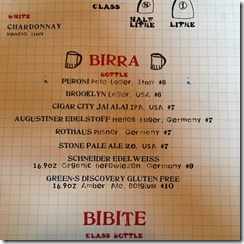 CLASS
HALF LITRE
1 LITRE
WHITE
CHARDONNAY
Veneto, Italy
BIRRA
BOTTLE
PERONI Pale Lager, Italy $6
BROOKLYN Lager, USA $6
CIGAR CITY JAI ALAI IPA, USA $7
AUGUSTINER EDELSTOFF Helles Lager, Germany $7
ROTHAUS Pilsner, Germany $7
STONE PALE ALE 2.0, USA $7
SCHNEIDER EDELWEISS
16.9oz Organic hefeweizen, Germany $9
GREEN'S DISCOVERY GLUTEN FREE
16.9oz Amber Ale, Belgium $10
BIBITE
GLASS BOTTLE